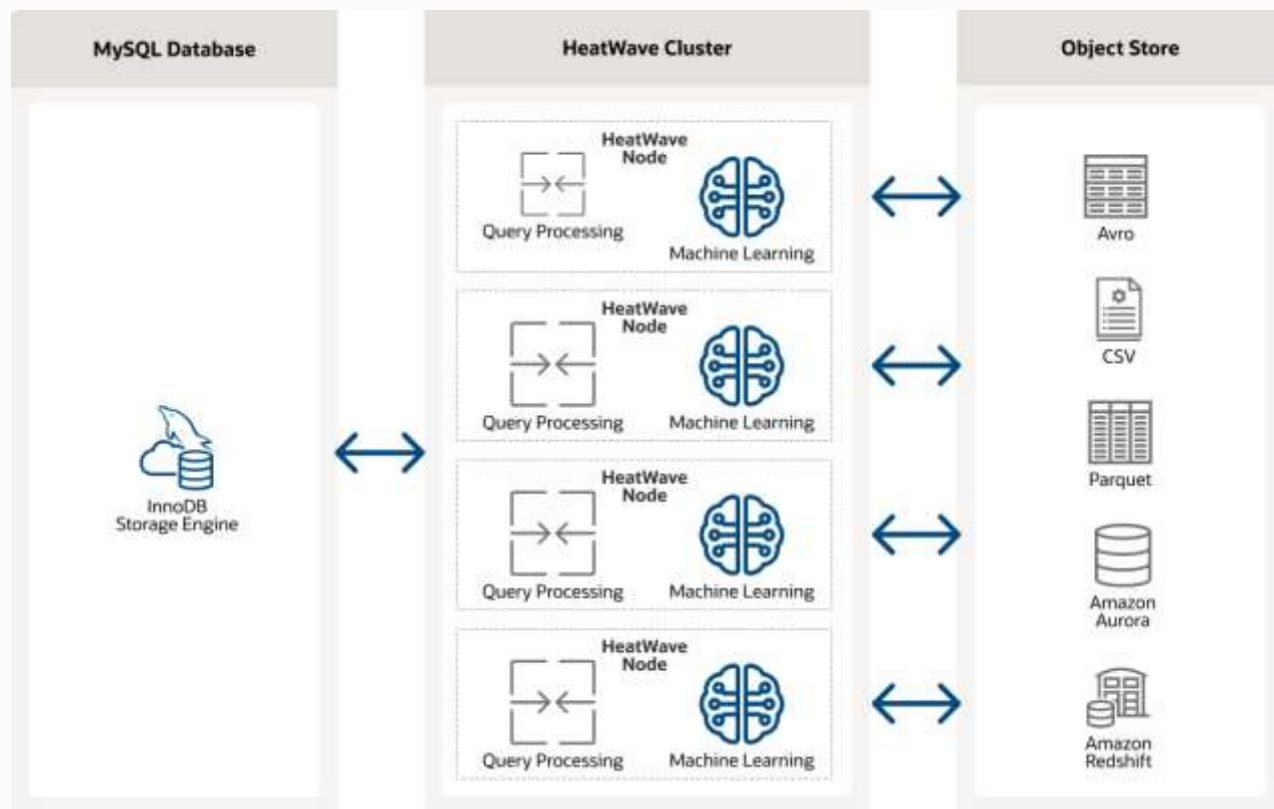 MySQL Database
HeatWave Cluster
Object Store
HeatWave
Node
Query Processing
Machine Learning
HeatWave
Node
Query Processing
Machine Learning
HeatWave
Node
Query Processing
Machine Learning
HeatWave
Node
Query Processing
Machine Learning
InnoDB
Storage Engine
Avro
CSV
Parquet
Amazon
Aurora
Amazon
Redshift